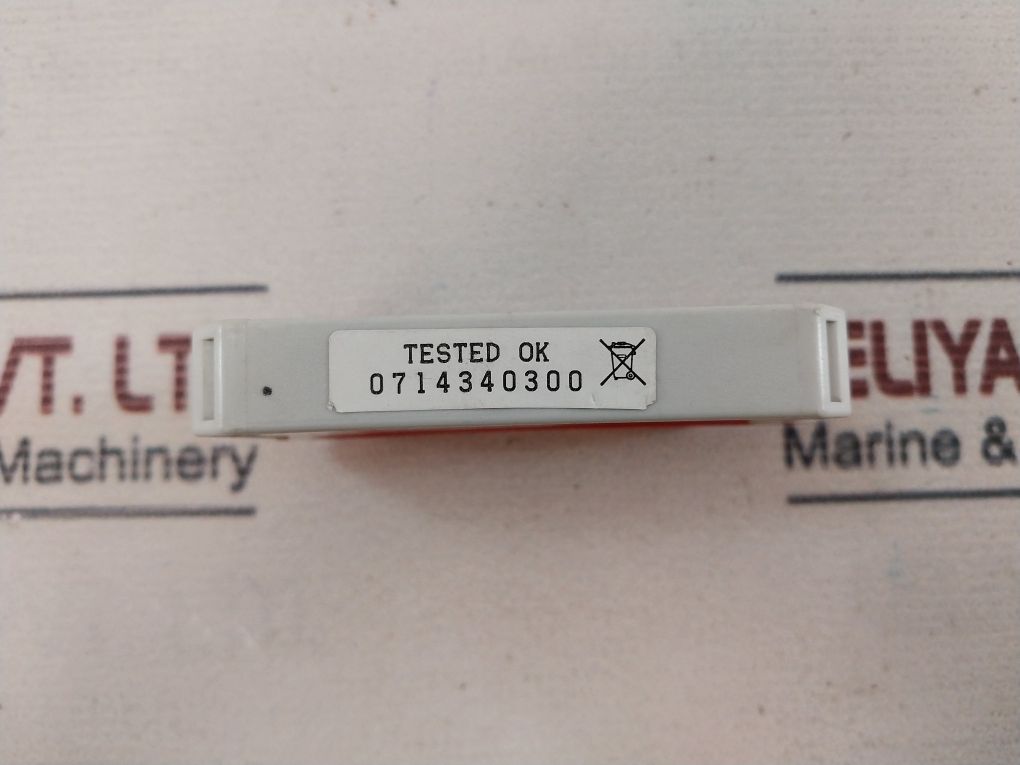 VT. LT
ELIYA
TESTED OK
0714340300
Machinery
Marine &